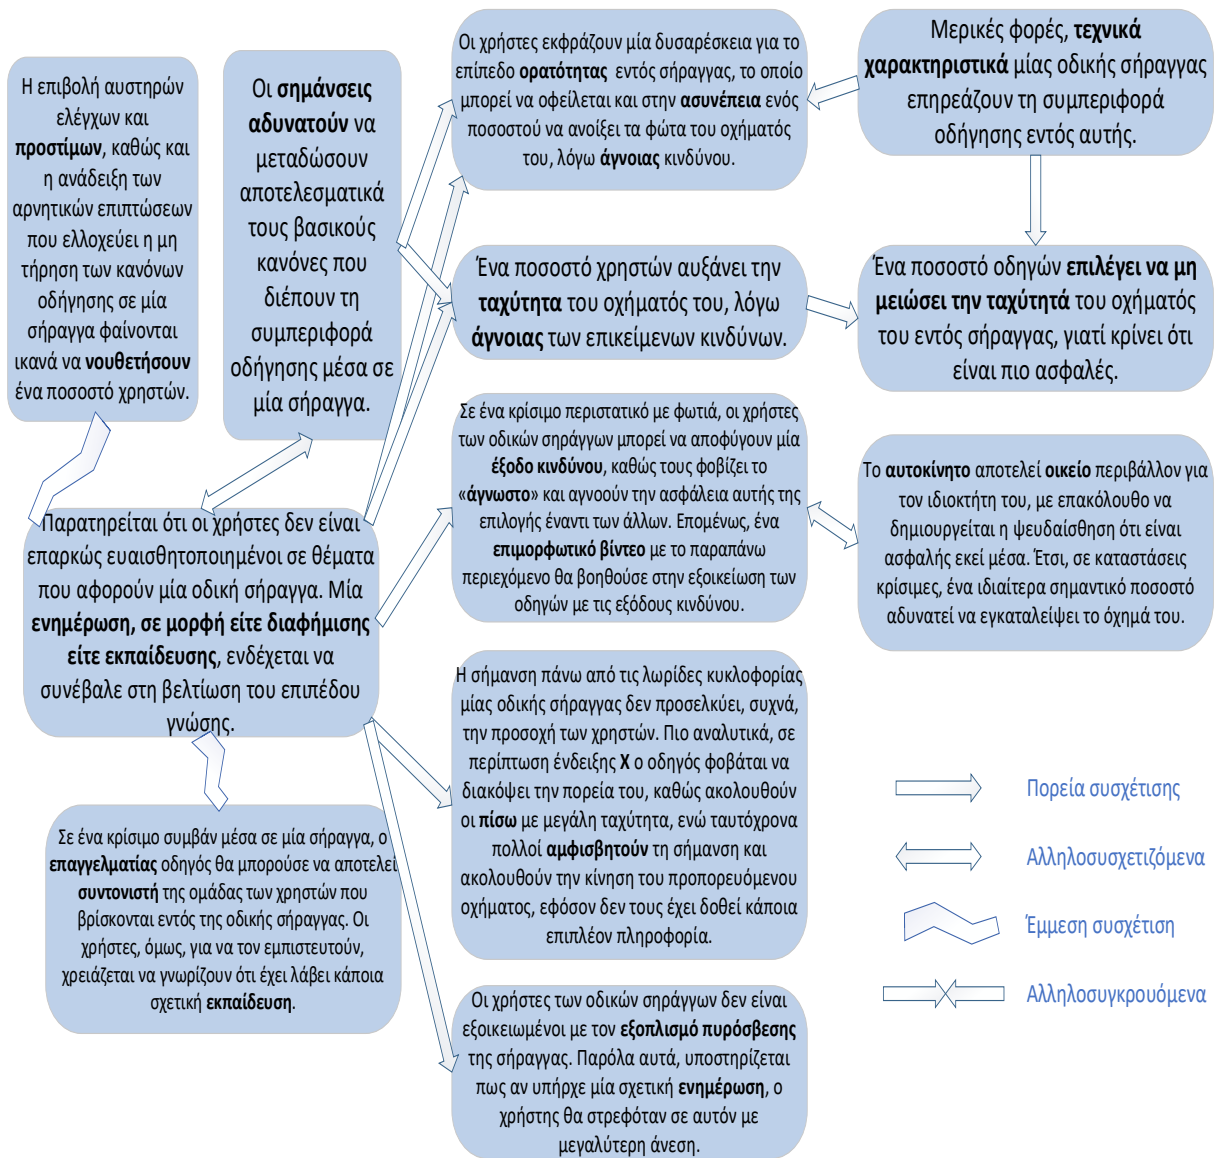 Η επιβολή αυστηρών
ελέγχων και
προστίμων, καθώς και
η ανάδειξη των
αρνητικών επιπτώσεων
που ελλοχεύει η μη
τήρηση των κανόνων
οδήγησης σε μία
σήραγγα φαίνονται
ικανά να νουθετήσουν
ένα ποσοστό χρηστών.
Οι σημάνσεις
αδυνατούν να
μεταδώσουν
αποτελεσματικά
τους βασικούς
κανόνες που
διέπουν τη
συμπεριφορά
οδήγησης μέσα σε
μία σήραγγα.
Οι χρήστες εκφράζουν μία δυσαρέσκεια για το
επίπεδο ορατότητας εντός σήραγγας, το οποίο
μπορεί να οφείλεται και στην ασυνέπεια ενός
ποσοστού να ανοίξει τα φώτα του οχήματός
του, λόγω άγνοιας κινδύνου.
Μερικές φορές, τεχνικά
χαρακτηριστικά μίας οδικής σήραγγας
επηρεάζουν τη συμπεριφορά
οδήγησης εντός αυτής.
Ένα ποσοστό χρηστών αυξάνει την
ταχύτητα του οχήματός του, λόγω
άγνοιας των επικείμενων κινδύνων.
Ένα ποσοστό οδηγών επιλέγει να μη
μειώσει την ταχύτητά του οχήματός
του εντός σήραγγας, γιατί κρίνει ότι
είναι πιο ασφαλές.
Σε ένα κρίσιμο περιστατικό με φωτιά, οι χρήστες
των οδικών σηράγγων μπορεί να αποφύγουν μία
έξοδο κινδύνου, καθώς τους φοβίζει το
«άγνωστο» και αγνοούν την ασφάλεια αυτής της
επιλογής έναντι των άλλων. Επομένως, ένα
επιμορφωτικό βίντεο με το παραπάνω
περιεχόμενο θα βοηθούσε στην εξοικείωση των
οδηγών με τις εξόδους κινδύνου.
Το αυτοκίνητο αποτελεί οικείο περιβάλλον για
τον ιδιοκτήτη του, με επακόλουθο να
δημιουργείται η ψευδαίσθηση ότι είναι
ασφαλής εκεί μέσα. Έτσι, σε καταστάσεις
κρίσιμες, ένα ιδιαίτερα σημαντικό ποσοστό
αδυνατεί να εγκαταλείψει το όχημά του.
Παρατηρείται ότι οι χρήστες δεν είναι
επαρκώς ευαισθητοποιημένοι σε θέματα
που αφορούν μία οδική σήραγγα. Μία
ενημέρωση, σε μορφή είτε διαφήμισης
είτε εκπαίδευσης, ενδέχεται να
συνέβαλε στη βελτίωση του επιπέδου
γνώσης.
Η σήμανση πάνω από τις λωρίδες κυκλοφορίας
μίας οδικής σήραγγας δεν προσελκύει, συχνά,
την προσοχή των χρηστών. Πιο αναλυτικά, σε
περίπτωση ένδειξης Χ ο οδηγός φοβάται να
διακόψει την πορεία του, καθώς ακολουθούν
οι πίσω με μεγάλη ταχύτητα, ενώ ταυτόχρονα
πολλοί αμφισβητούν τη σήμανση και
ακολουθούν την κίνηση του προπορευόμενου
οχήματος, εφόσον δεν τους έχει δοθεί κάποια
επιπλέον πληροφορία.
Σε ένα κρίσιμο συμβάν μέσα σε μία σήραγγα, ο
επαγγελματίας οδηγός θα μπορούσε να αποτελεί
συντονιστή της ομάδας των χρηστών που
βρίσκονται εντός της οδικής σήραγγας. Οι
χρήστες, όμως, για να τον εμπιστευτούν,
χρειάζεται να γνωρίζουν ότι έχει λάβει κάποια
σχετική εκπαίδευση.
Οι χρήστες των οδικών σηράγγων δεν είναι
εξοικειωμένοι με τον εξοπλισμό πυρόσβεσης
της σήραγγας. Παρόλα αυτά, υποστηρίζεται
πως αν υπήρχε μία σχετική ενημέρωση, ο
χρήστης θα στρεφόταν σε αυτόν με
μεγαλύτερη άνεση.
Πορεία συσχέτισης
Αλληλοσυσχετιζόμενα
Έμμεση συσχέτιση
Αλληλοσυγκρουόμενα